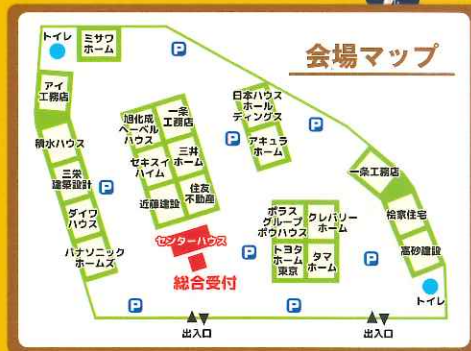 会場マップ
トイレ
ミサワ
ホーム
P
アイ
工務店
積水ハウス
三栄
建築設計
P
ダイワ
ハウス
パナソニック
ホームズ
旭化成
ヘーベル
ハウス
一条
工務店
セキスイ
ハイム
三井
ホーム
近藤建設
住友
不動産
センターハウス
総合受付
日本ハウス
ホール
ディングス
P
アキュラ
ホーム
P
一条工務店
桧家住宅
高砂建設
トイレ
ポラス
グループ
ポウハウス
クレバリー
ホーム
トヨタ
ホーム
東京
タマ
ホーム
P
P
P
P
出入口
出入口